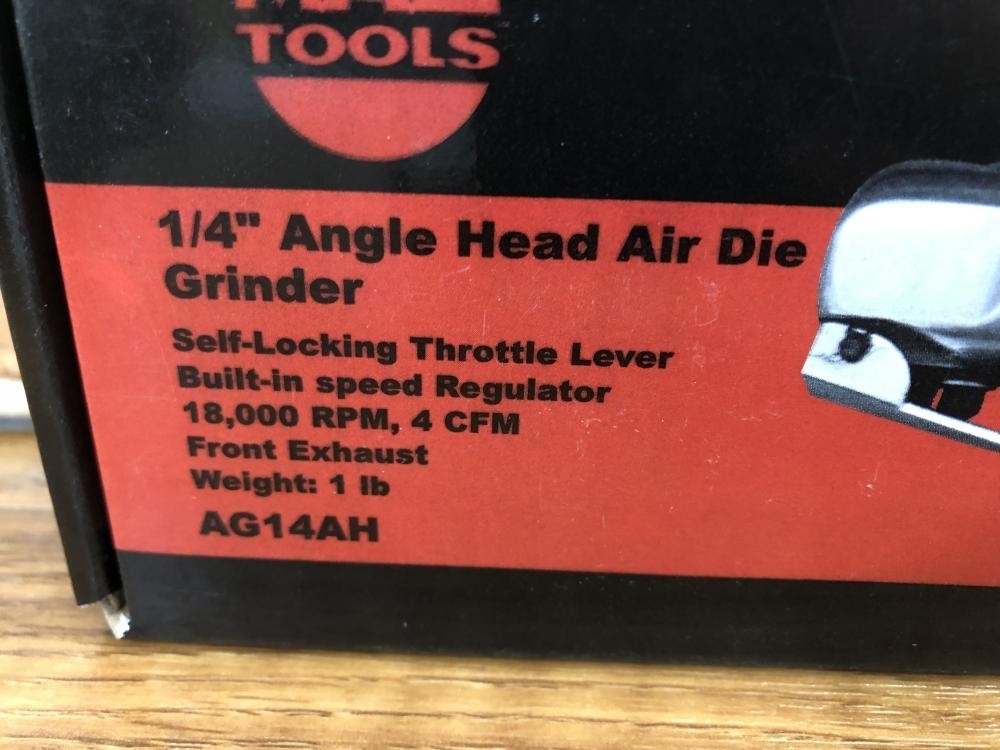 TOOLS
1/4" Angle Head Air Die
Grinder
Self-Locking Throttle Lever
Built-in speed Regulator
18,000 RPM, 4 CFM
Front Exhaust
Weight: 1 lb
AG14AH